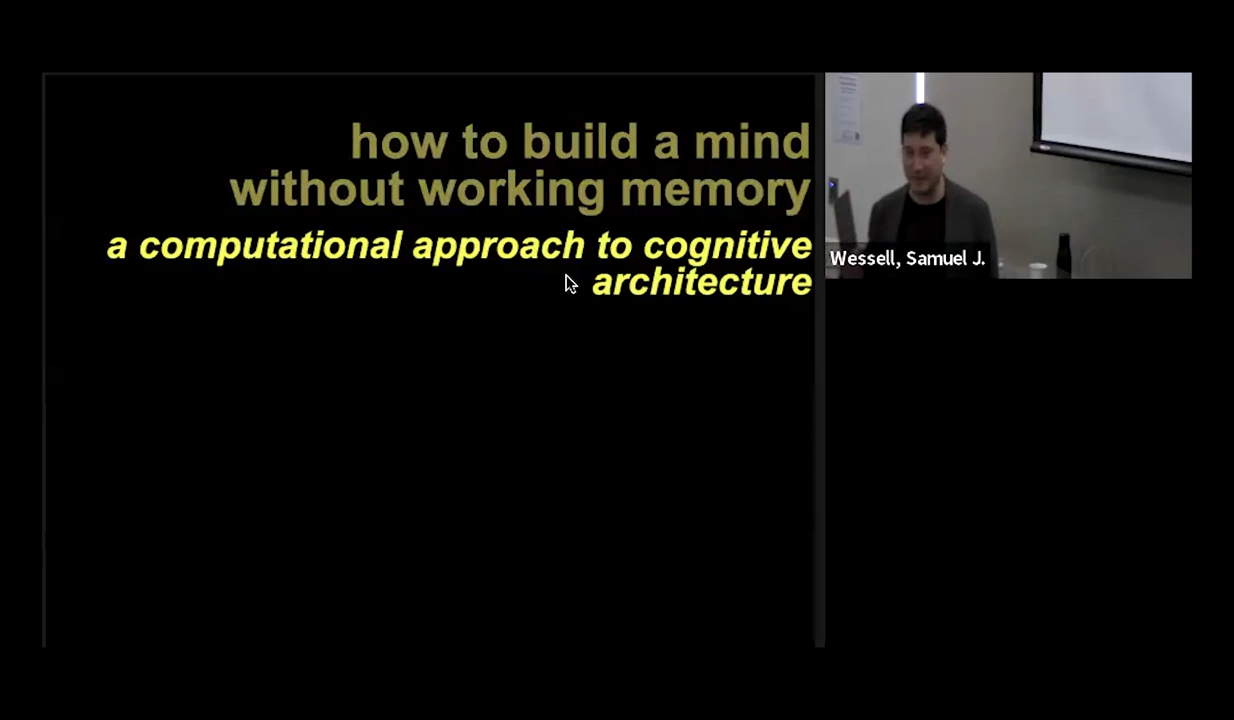 how to build a mind
without working memory
a computational approach to cognitive
architecture
Wessell, Samuel J.